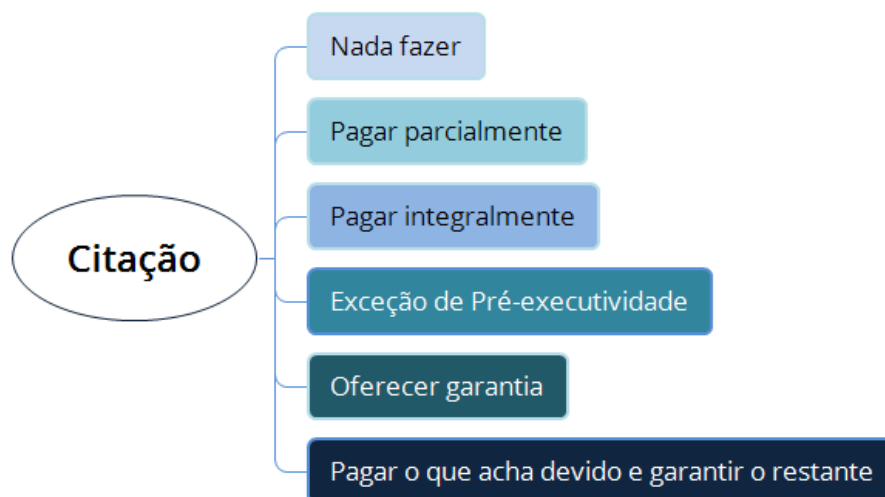 Nada fazer
Pagar parcialmente
Pagar integralmente
Citação
Exceção de Pré-executividade
Oferecer garantia
Pagar o que acha devido e garantir o restante